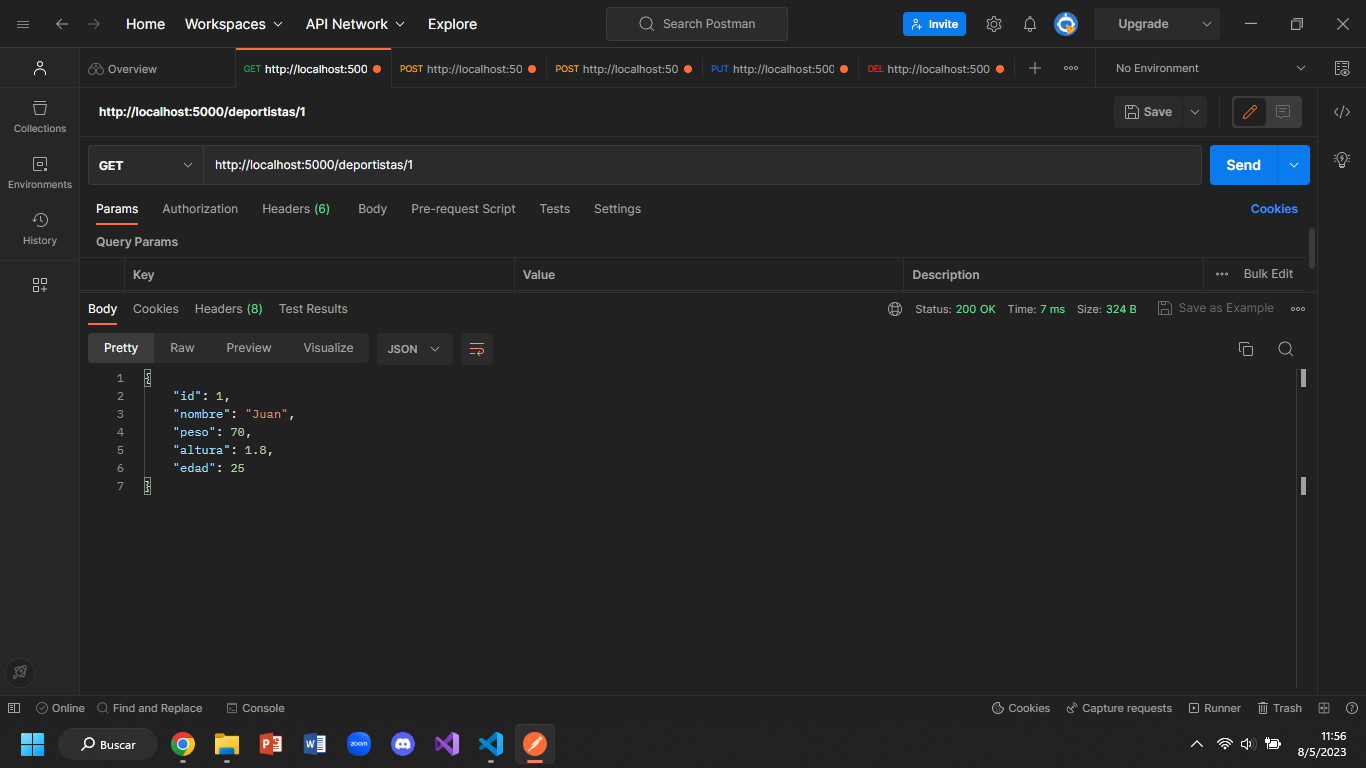 Home Workspaces API Network Explore Search Postman Invite Upgrade
Overview GET http://localhost:500 POST http://localhost:50 POST http://localhost:50 PUT http://localhost:500 DEL http://localhost:500 No Environment
http://localhost:5000/deportistas/1 Save
Collections
Environments
History
GET http://localhost:5000/deportistas/1 Send
Params Authorization Headers (6) Body Pre-request Script Tests Settings Cookies
Query Params
Key Value Description Bulk Edit
Body Cookies Headers (8) Test Results Status: 200 OK Time: 7 ms Size: 324 B Save as Example
Pretty Raw Preview Visualize JSON
1 {
2 "id": 1,
3 "nombre": "Juan",
4 "peso": 70,
5 "altura": 1.8,
6 "edad": 25
7 }
Online Find and Replace Console Cookies Capture requests Runner Trash
Buscar zoom 11:56
8/5/2023